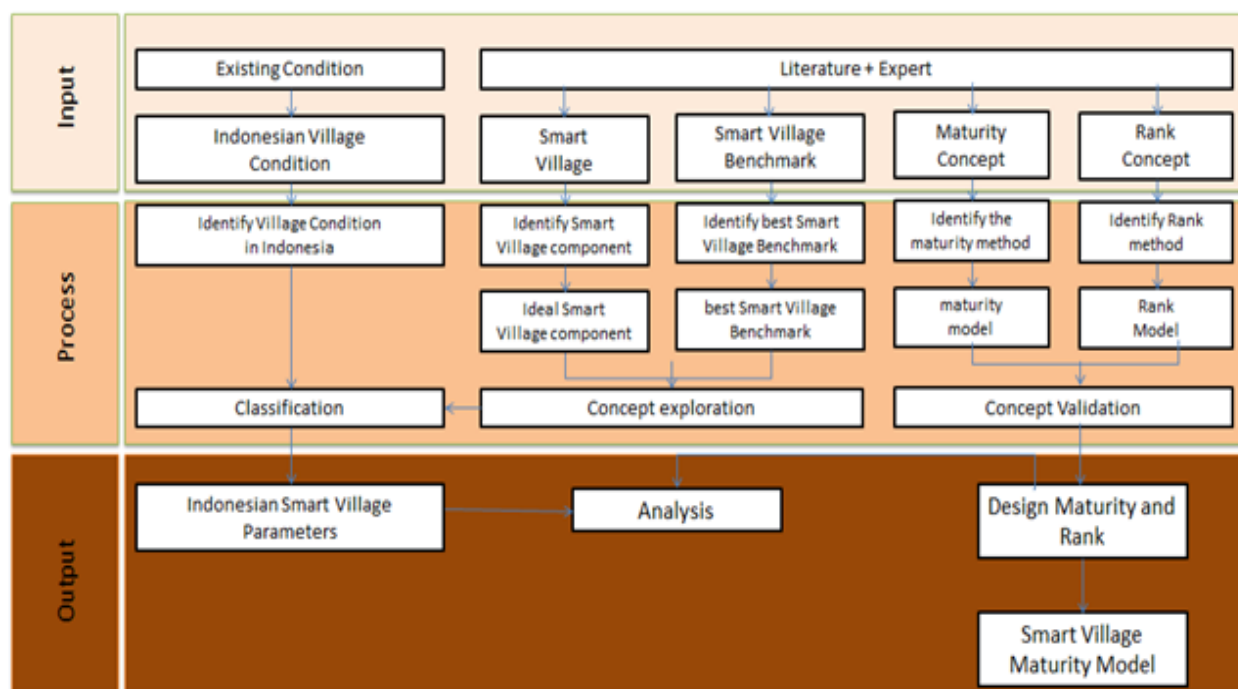 Input
Existing Condition
Literature + Expert
Indonesian Village
Condition
Smart
Village
Smart Village
Benchmark
Maturity
Concept
Rank
Concept
Process
Identify Village Condition
in Indonesia
Identify Smart
Village component
Identify best Smart
Village Benchmark
Identify the
maturity method
Identify Rank
method
Ideal Smart
Village component
best Smart Village
Benchmark
maturity
model
Rank
Model
Classification
Concept exploration
Concept Validation
Output
Indonesian Smart Village
Parameters
Analysis
Design Maturity and
Rank
Smart Village
Maturity Model